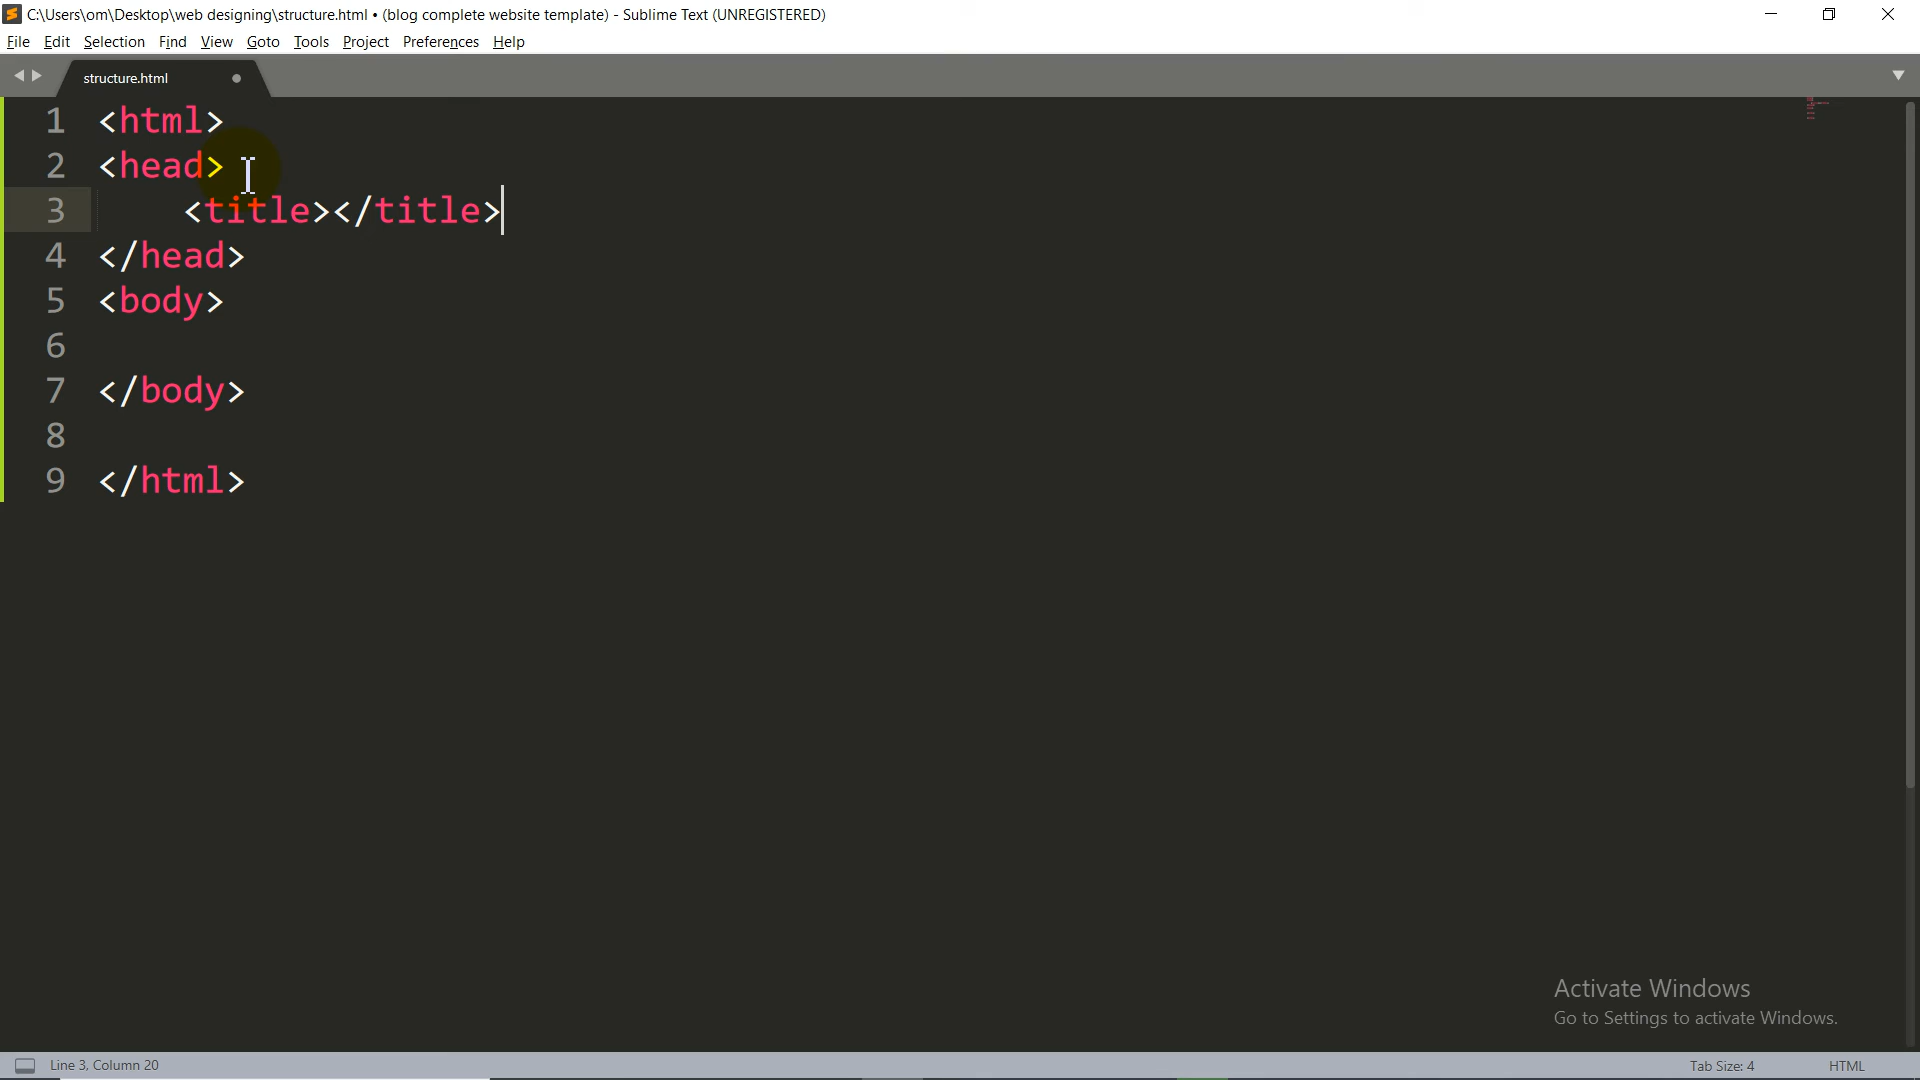 C:\Users\om\Desktop\web designing\structure.html • (blog complete website template) - Sublime Text (UNREGISTERED)
File Edit Selection Find View Goto Tools Project Preferences Help
structure.html
1 <html>
2 <head>
3 <title></title>
4 </head>
5 <body>
6
7 </body>
8
9 </html>
Activate Windows
Go to Settings to activate Windows.
Line 3, Column 20 Tab Size: 4 HTML